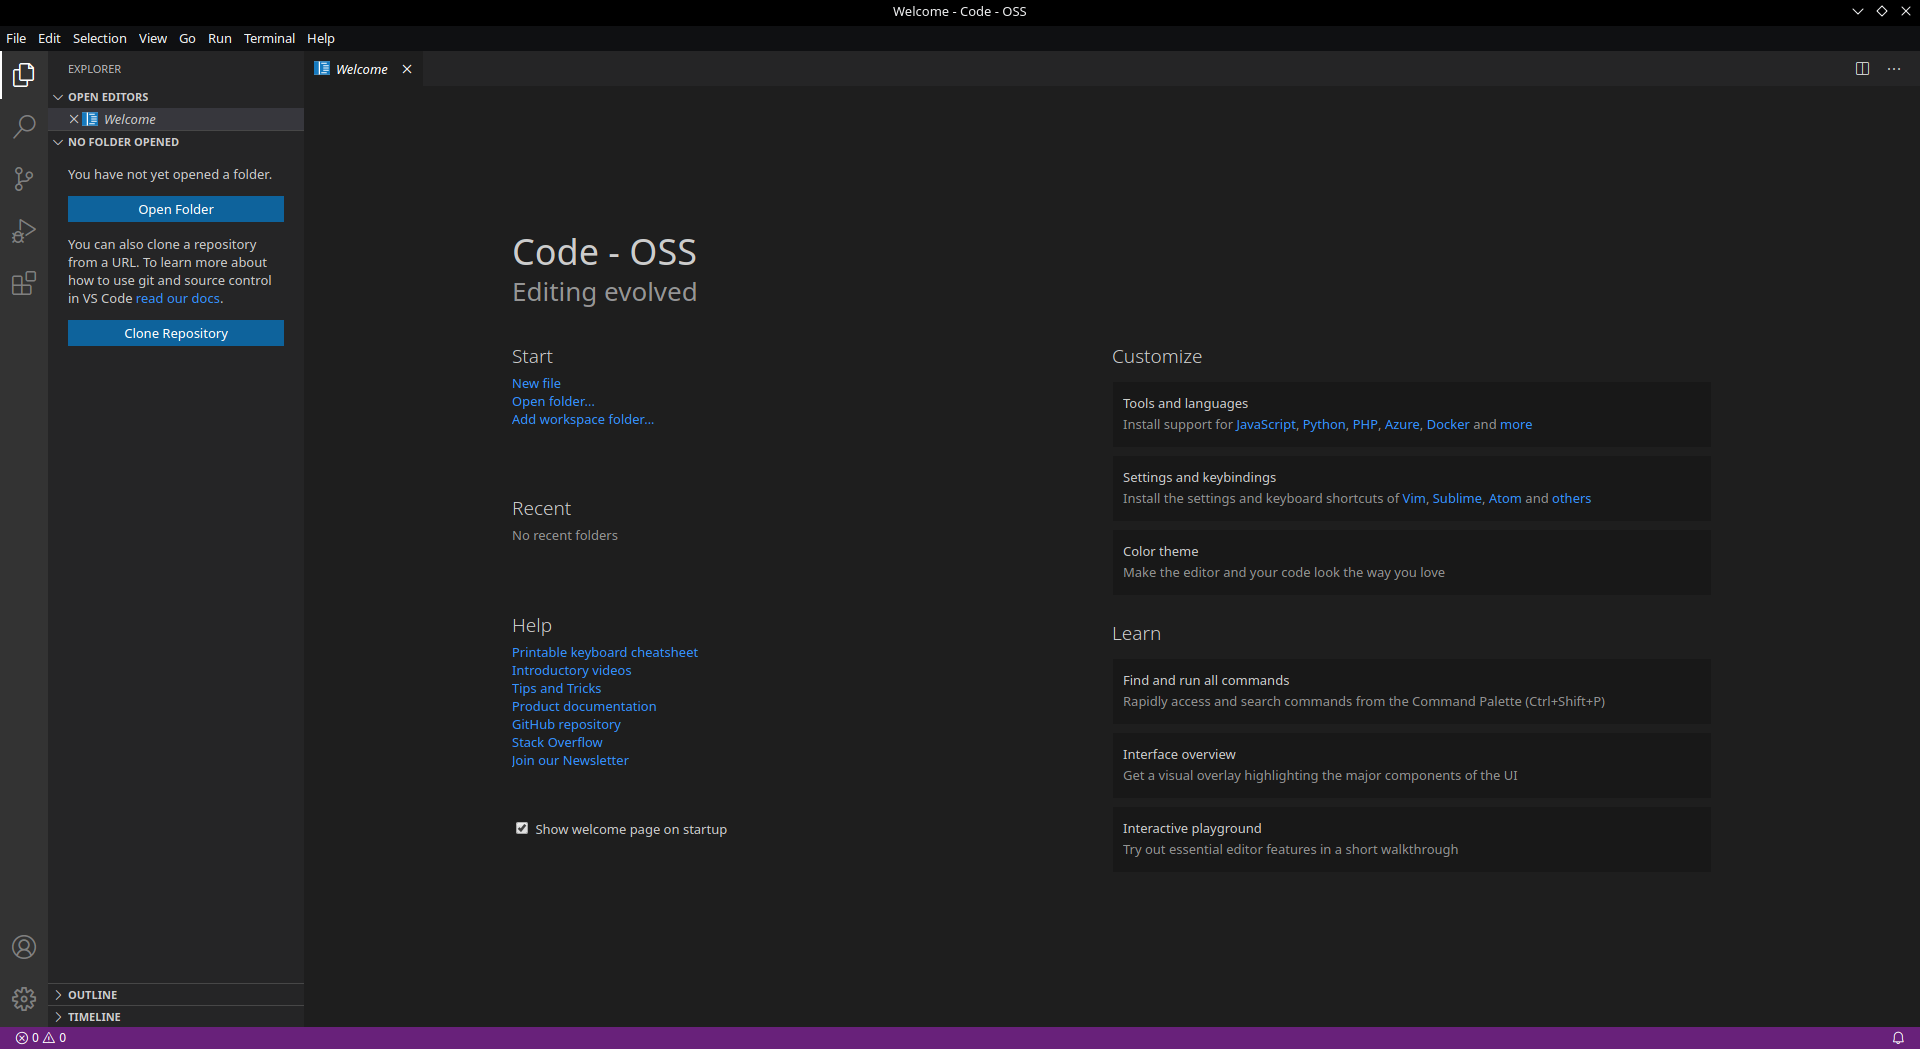 Welcome - Code - OSS
File Edit Selection View Go Run Terminal Help
EXPLORER
OPEN EDITORS
Welcome
NO FOLDER OPENED
You have not yet opened a folder.
Open Folder
You can also clone a repository
from a URL. To learn more about
how to use git and source control
in VS Code read our docs.
Clone Repository
OUTLINE
TIMELINE
Welcome
Code - OSS
Editing evolved
Start
New file
Open folder...
Add workspace folder...
Recent
No recent folders
Help
Printable keyboard cheatsheet
Introductory videos
Tips and Tricks
Product documentation
GitHub repository
Stack Overflow
Join our Newsletter
Show welcome page on startup
Customize
Tools and languages
Install support for JavaScript, Python, PHP, Azure, Docker and more
Settings and keybindings
Install the settings and keyboard shortcuts of Vim, Sublime, Atom and others
Color theme
Make the editor and your code look the way you love
Learn
Find and run all commands
Rapidly access and search commands from the Command Palette (Ctrl+Shift+P)
Interface overview
Get a visual overlay highlighting the major components of the UI
Interactive playground
Try out essential editor features in a short walkthrough
0 0